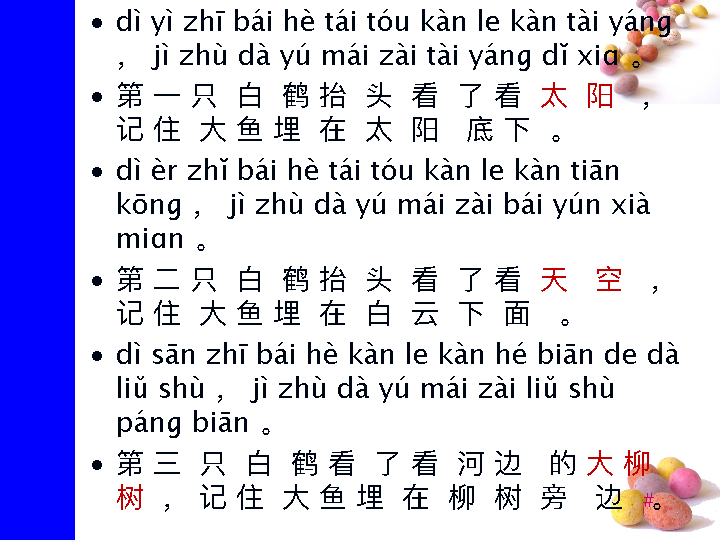 • dì yì zhī bái hè tái tóu kàn le kàn tài yáng
， jì zhù dà yú mái zài tài yáng dǐ xiɑ 。
• 第 一 只 白 鹤 抬 头 看 了 看 太 阳 ，
记 住 大 鱼 埋 在 太 阳 底 下 。
• dì èr zhǐ bái hè tái tóu kàn le kàn tiān
kōng ， jì zhù dà yú mái zài bái yún xià
miɑn 。
• 第 二 只 白 鹤 抬 头 看 了 看 天 空 ，
记 住 大 鱼 埋 在 白 云 下 面 。
• dì sān zhī bái hè kàn le kàn hé biān de dà
liǔ shù ， jì zhù dà yú mái zài liǔ shù
páng biān 。
• 第 三 只 白 鹤 看 了 看 河 边 的 大 柳
树 ， 记 住 大 鱼 埋 在 柳 树 旁 边 。
#